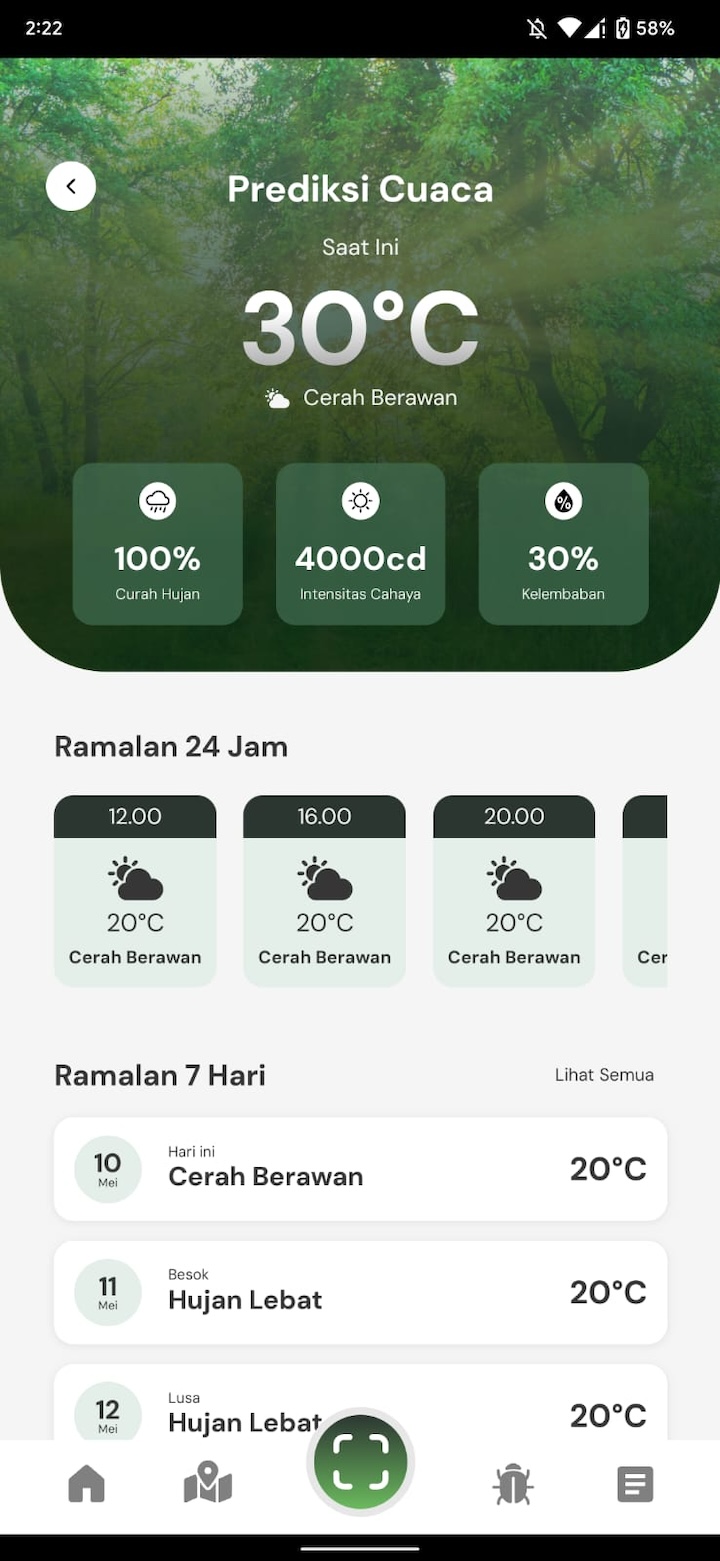 2:22
58%
Prediksi Cuaca
Saat Ini
30°C
Cerah Berawan
100%
Curah Hujan
4000cd
Intensitas Cahaya
30%
Kelembaban
Ramalan 24 Jam
12.00
20°C
Cerah Berawan
16.00
20°C
Cerah Berawan
20.00
20°C
Cerah Berawan
Cer
Ramalan 7 Hari
Lihat Semua
10
Mei
Hari ini
Cerah Berawan
20°C
11
Mei
Besok
Hujan Lebat
20°C
12
Mei
Lusa
Hujan Lebat
20°C